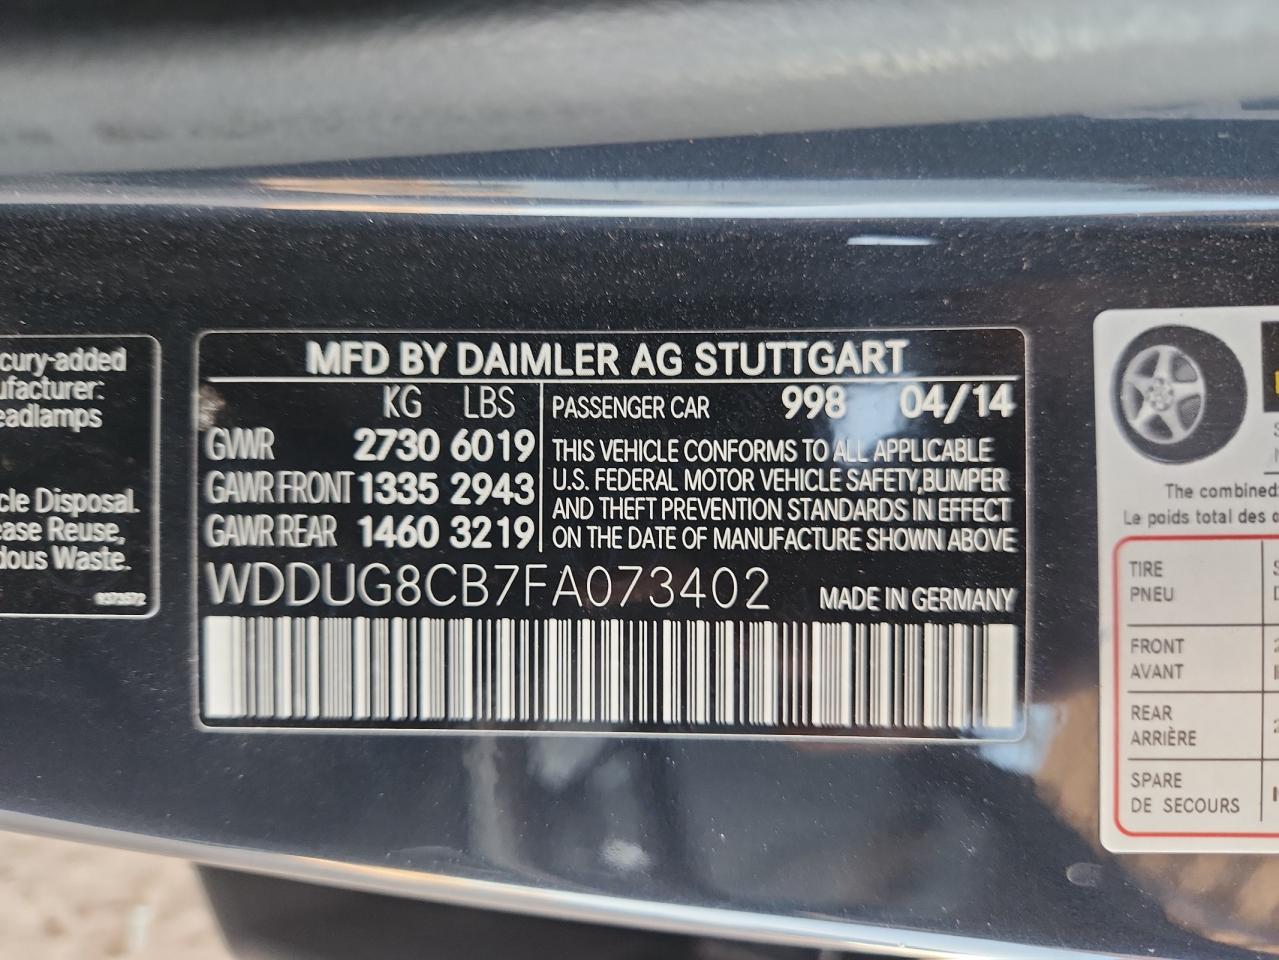 cury-added
ufacturer:
eadlamps
cle Disposal.
ease Reuse,
dous Waste.
MFD BY DAIMLER AG STUTTGART
KG LBS
GWR 2730 6019
GAWR FRONT 1335 2943
GAWR REAR 1460 3219
PASSENGER CAR 998 04/14
THIS VEHICLE CONFORMS TO ALL APPLICABLE
U.S. FEDERAL MOTOR VEHICLE SAFETY, BUMPER
AND THEFT PREVENTION STANDARDS IN EFFECT
ON THE DATE OF MANUFACTURE SHOWN ABOVE
WDDUG8CB7FA073402 MADE IN GERMANY
The combined
Le poids total des
TIRE
PNEU
FRONT
AVANT
REAR
ARRIÈRE
SPARE
DE SECOURS